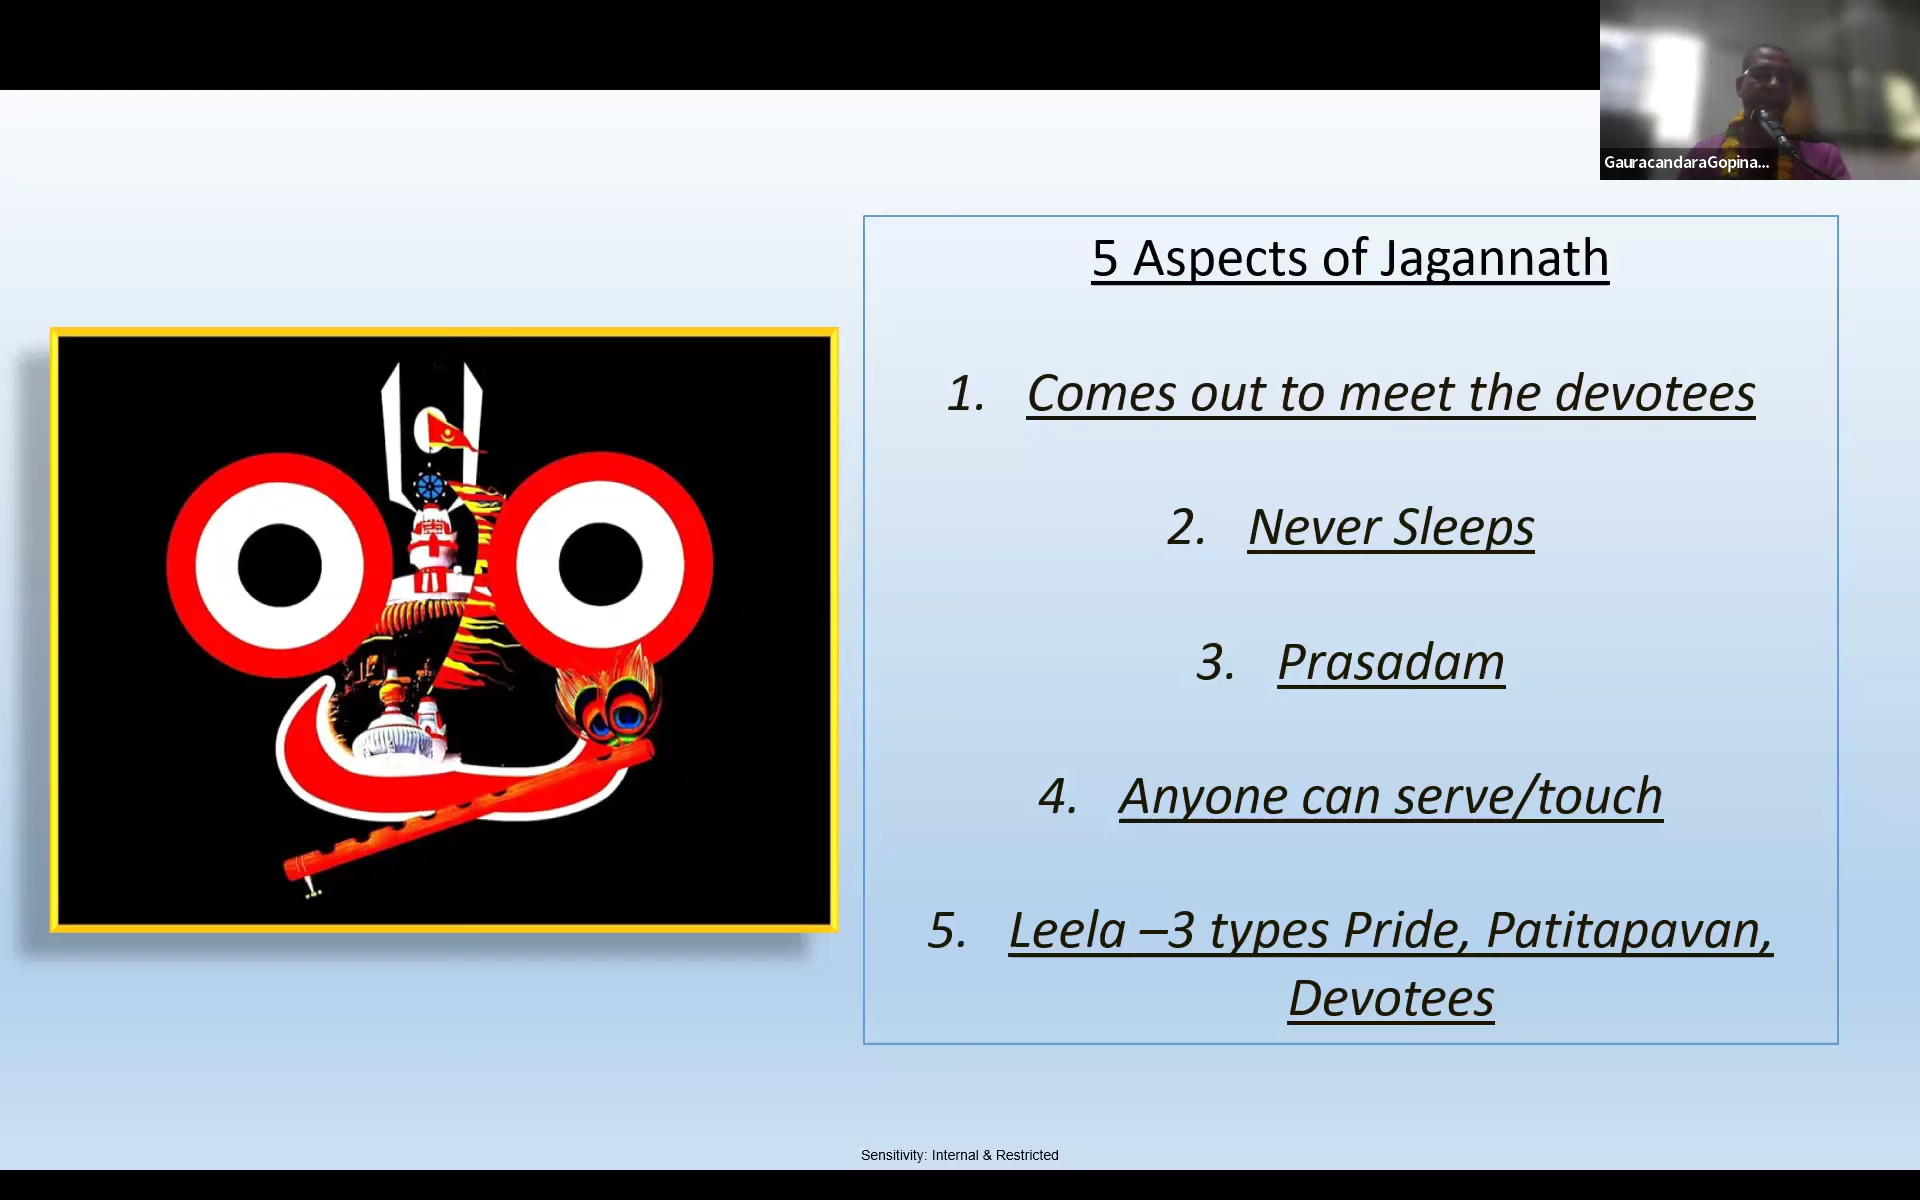 GauracandaraGopina...
5 Aspects of Jagannath
1. Comes out to meet the devotees
2. Never Sleeps
3. Prasadam
4. Anyone can serve/touch
5. Leela –3 types Pride, Patitapavan,
Devotees
Sensitivity: Internal & Restricted